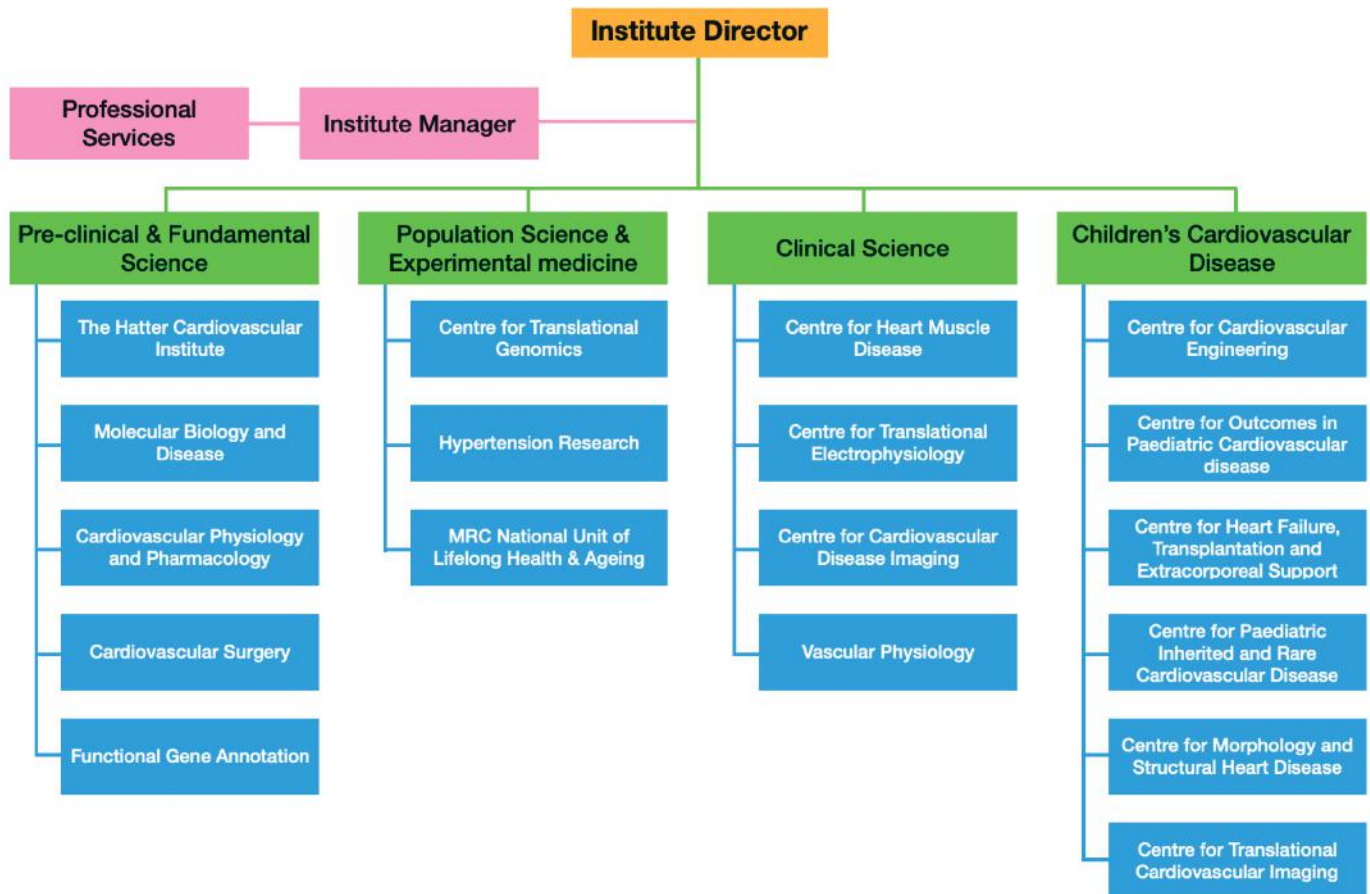 Institute Director
Professional
Services
Institute Manager
Pre-clinical & Fundamental
Science
The Hatter Cardiovascular
Institute
Molecular Biology and
Disease
Cardiovascular Physiology
and Pharmacology
Cardiovascular Surgery
Functional Gene Annotation
Population Science &
Experimental medicine
Centre for Translational
Genomics
Hypertension Research
MRC National Unit of
Lifelong Health & Ageing
Clinical Science
Centre for Heart Muscle
Disease
Centre for Translational
Electrophysiology
Centre for Cardiovascular
Disease Imaging
Vascular Physiology
Children’s Cardiovascular
Disease
Centre for Cardiovascular
Engineering
Centre for Outcomes in
Paediatric Cardiovascular
disease
Centre for Heart Failure,
Transplantation and
Extracorporeal Support
Centre for Paediatric
Inherited and Rare
Cardiovascular Disease
Centre for Morphology and
Structural Heart Disease
Centre for Translational
Cardiovascular Imaging